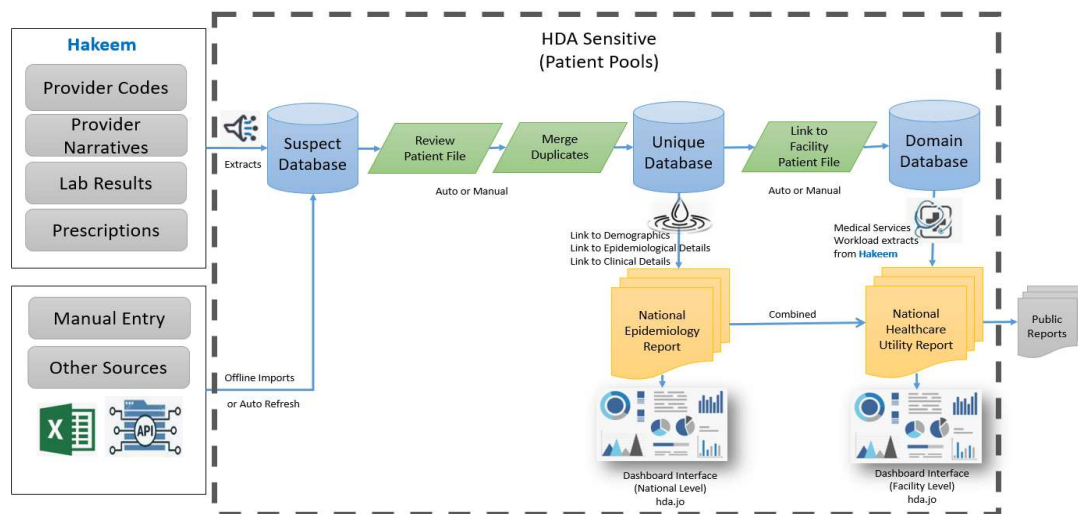 HDA Sensitive
(Patient Pools)
Hakeem
Provider Codes
Provider
Narratives
Lab Results
Prescriptions
Extracts
Suspect
Database
Review
Patient File
Merge
Duplicates
Auto or Manual
Unique
Database
Link to
Facility
Patient File
Auto or Manual
Domain
Database
Link to Demographics
Link to Epidemiological Details
Link to Clinical Details
Medical Services
Workload extracts
from Hakeem
Manual Entry
Other Sources
X
API
Offline Imports
or Auto Refresh
National
Epidemiology
Report
Combined
National
Healthcare
Utility Report
Public
Reports
Dashboard Interface
(National Level)
hda.jo
Dashboard Interface
(Facility Level)
hda.jo